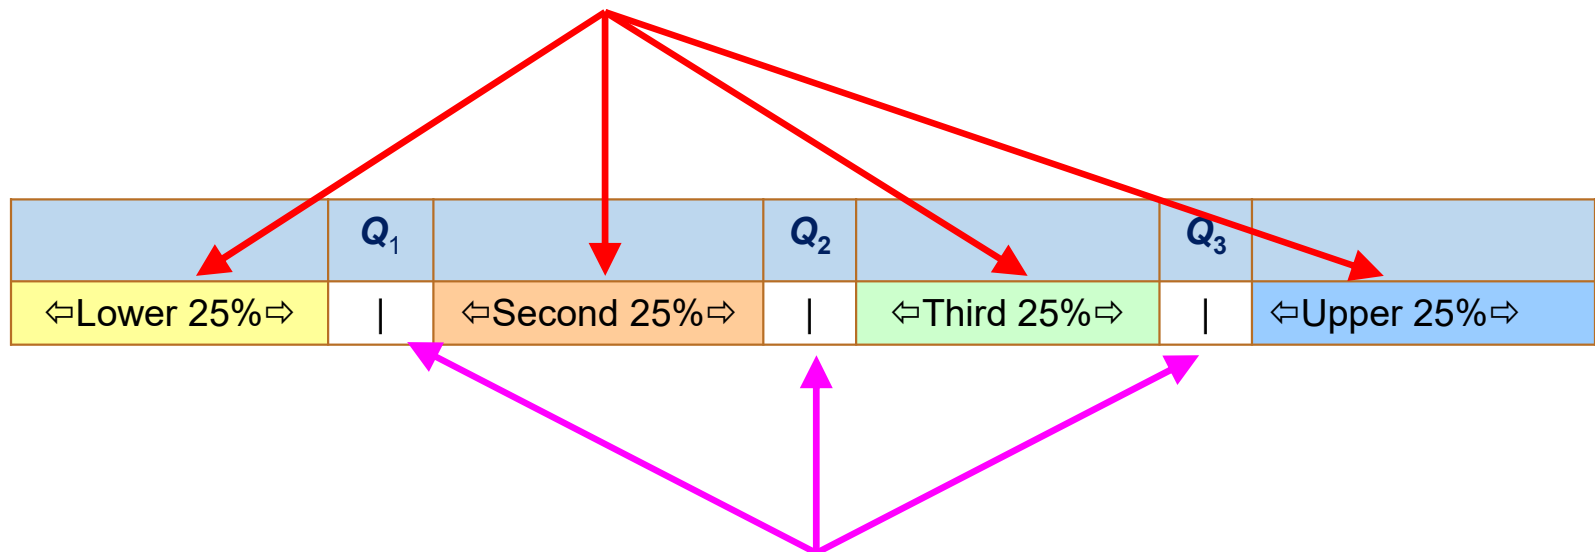 Q₁ Q₂ Q₃
⇦Lower 25%⇨ | ⇦Second 25%⇨ | ⇦Third 25%⇨ | ⇦Upper 25%⇨